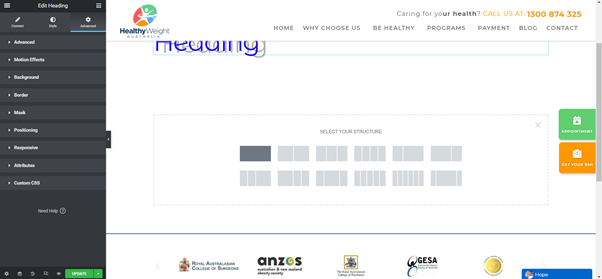 Edit Heading
Content
Style
Advanced
Advanced
Motion Effects
Background
Border
Mask
Positioning
Responsive
Attributes
Custom CSS
Need Help
UPDATE
HealthyWeight
AUSTRALIA
Caring for your health? CALL US AT: 1300 874 325
HOME WHY CHOOSE US BE HEALTHY PROGRAMS PAYMENT BLOG CONTACT
Heading
SELECT YOUR STRUCTURE
APPOINTMENT
GET YOUR BMI
ROYAL AUSTRALASIAN
COLLEGE OF SURGEONS
anzos
australian & new zealand
obesity society
The Royal Australasian
College of Physicians
GESA
Hope